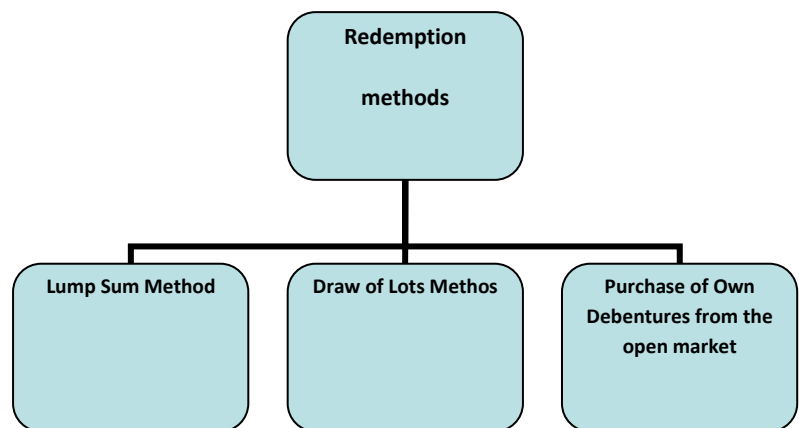 Redemption
methods
Lump Sum Method
Draw of Lots Methos
Purchase of Own
Debentures from the
open market